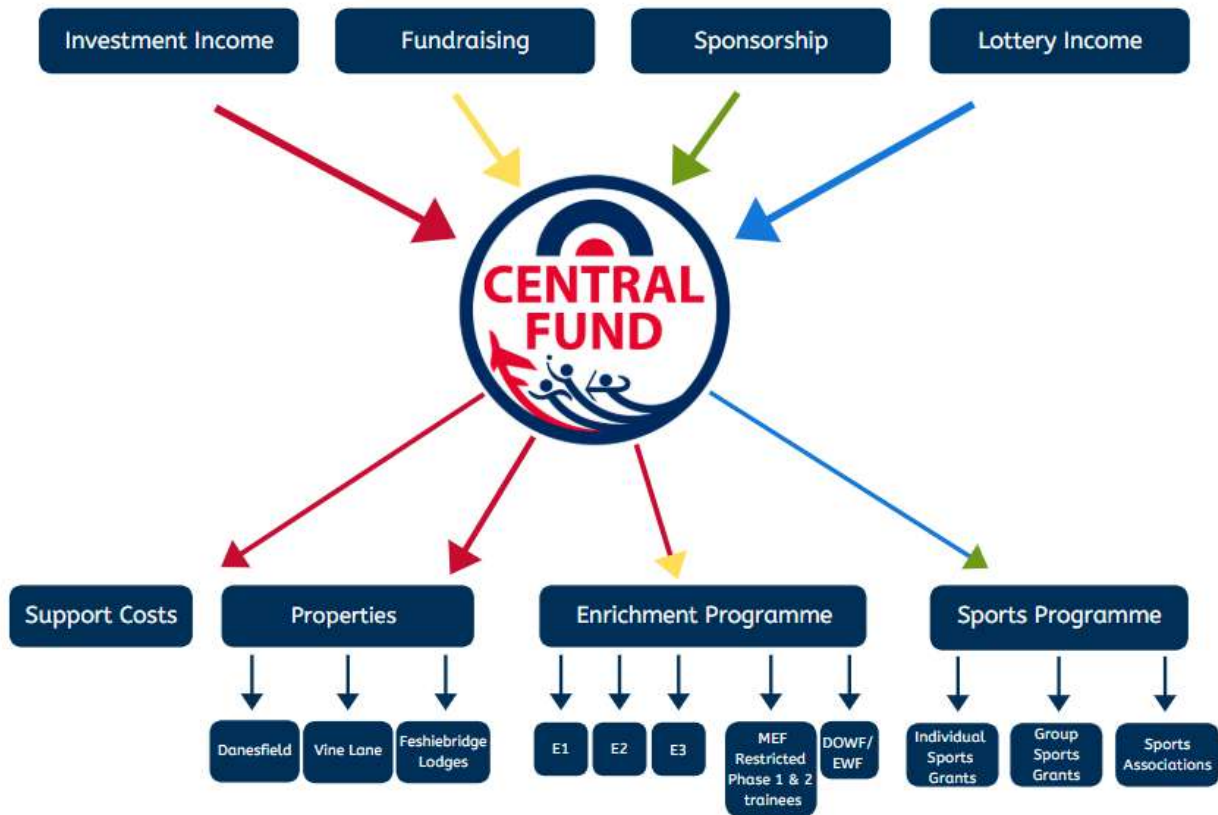 Investment Income
Fundraising
Sponsorship
Lottery Income
CENTRAL
FUND
Support Costs
Properties
Enrichment Programme
Sports Programme
Danesfield
Vine Lane
Feshiebridge
Lodges
E1
E2
E3
MEF
Restricted
Phase 1 & 2
trainees
DOWF/
EWF
Individual
Sports
Grants
Group
Sports
Grants
Sports
Associations